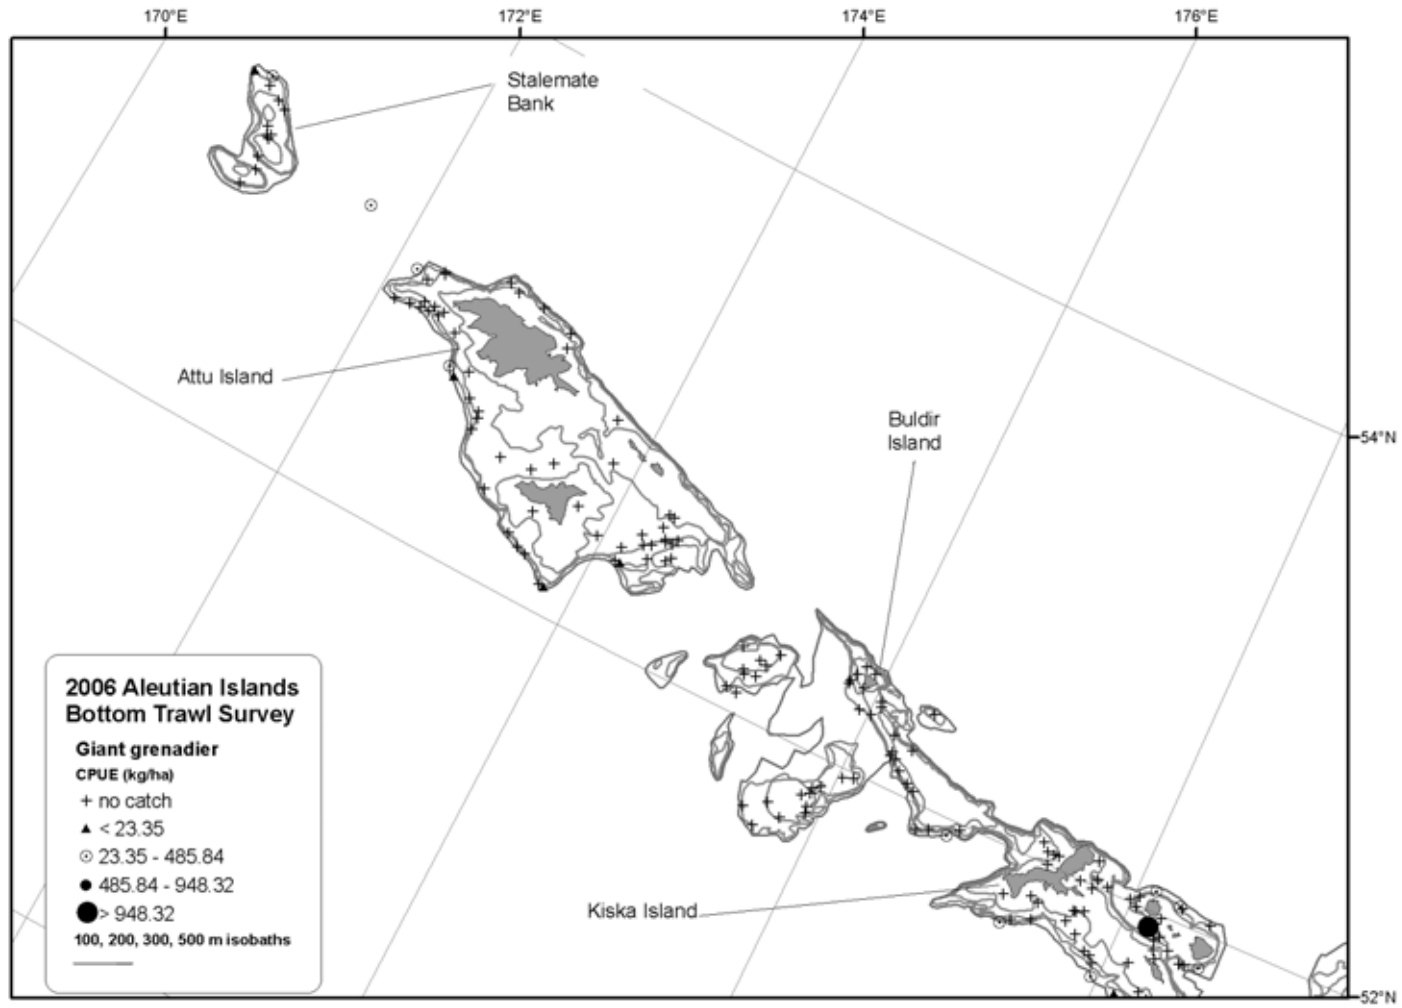 170°E 172°E 174°E 176°E
Stalemate
Bank
Attu Island
Buldir
Island
54°N
2006 Aleutian Islands
Bottom Trawl Survey
Giant grenadier
CPUE (kg/ha)
no catch
< 23.35
23.35 - 485.84
485.84 - 948.32
> 948.32
100, 200, 300, 500 m isobaths
Kiska Island
52°N